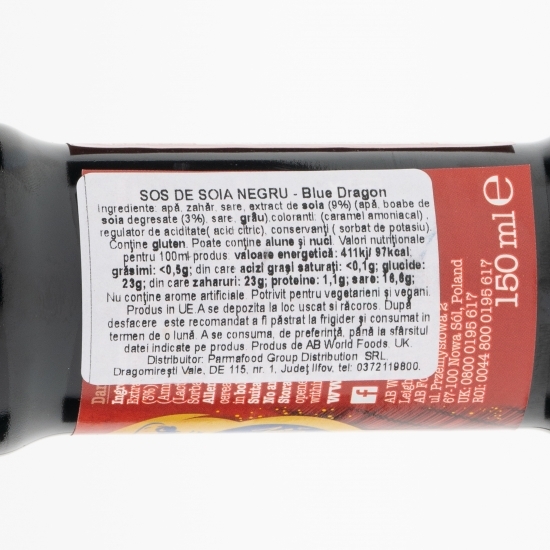 SOS DE SOIA NEGRU - Blue Dragon
Ingrediente: apă, zahăr, sare, extract de soia (9%) (apă, boabe de
soia degresate (3%), sare, grâu),coloranti: (caramel amoniacal) ,
regulator de aciditate( acid citric), conservanți ( sorbat de potasiu).
Conține gluten. Poate conține alune și nuci. Valori nutriționale
pentru 100ml produs: valoare energetică: 411kj/ 97kcal,
grăsimi: <0,5g; din care acizi grași saturați: <0,1g; glucide:
23g; din care zaharuri: 23g; proteine: 1,1g; sare: 16,6g;
Nu conține arome artificiale. Potrivit pentru vegetarieni și vegani.
Produs in UE.A se depozita la loc uscat si răcoros. După
desfacere este recomandat a fi păstrat la frigider și consumat in
termen de o lună. A se consuma, de preferință, până la sfârsitul
datei indicate pe produs. Produs de AB World Foods. UK.
Distribuitor: Parmafood Group Distribution SRL,
Dragomirești Vale, DE 115, nr. 1. Județ Ilfov, tel: 0372119800.
67-100 Nowa Sól, Poland
UK: 0800 0195 617
ROI: 0044 800 0195 617
150 ml e